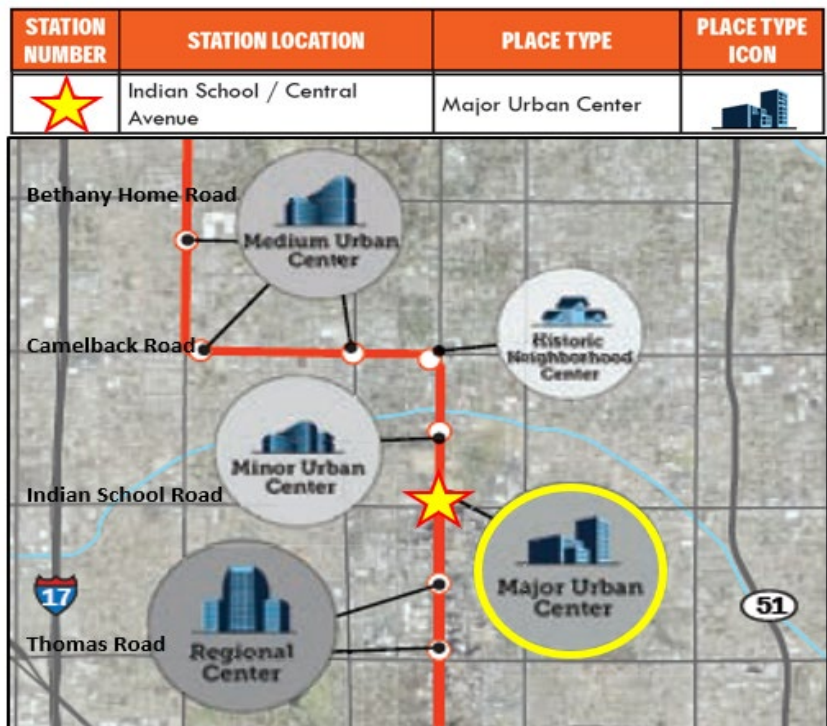 STATION NUMBER
STATION LOCATION
PLACE TYPE
PLACE TYPE ICON
Indian School / Central
Avenue
Major Urban Center
Bethany Home Road
Medium Urban
Center
Camelback Road
Historic
Neighborhood
Center
Minor Urban
Center
Indian School Road
Major Urban
Center
17
51
Thomas Road
Regional
Center